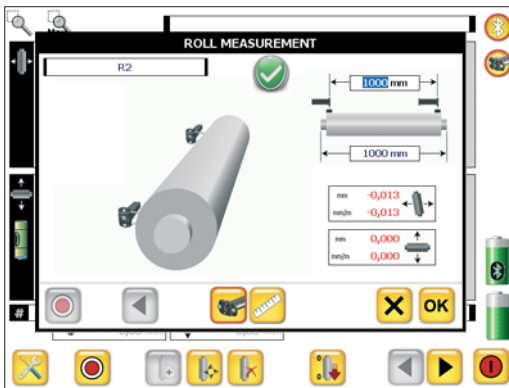 ROLL MEASUREMENT
R2
1000 mm
1000 mm
mm -0,013
mm/m -0,013
mm 0,000
mm/m 0,000
OK
#